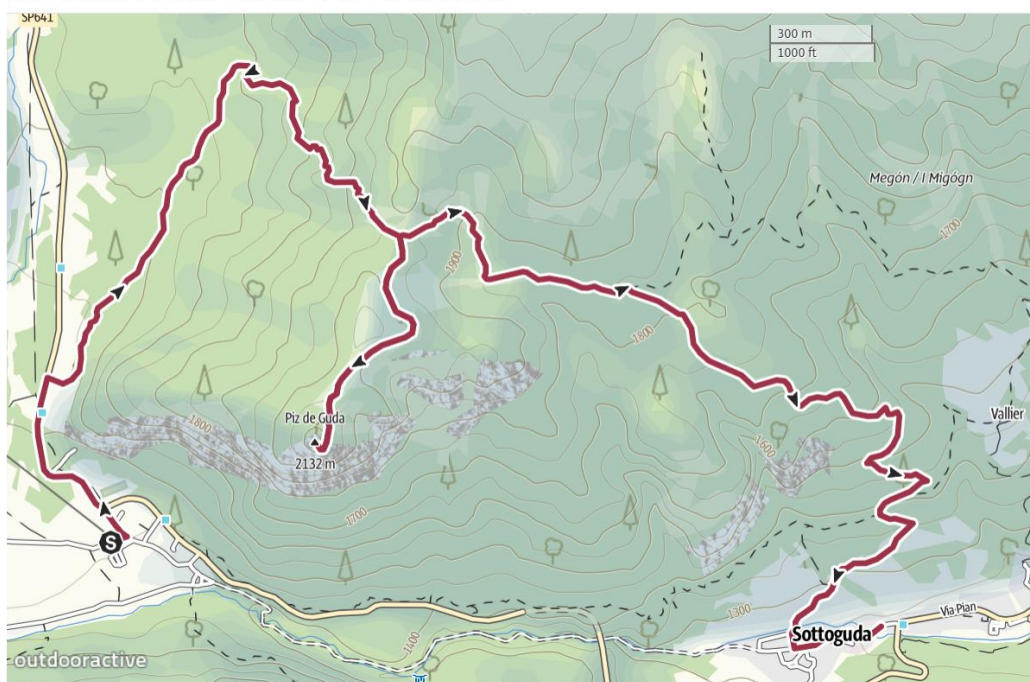 SP641
300 m
1000 ft
Megón / I Migógn
1700
1900
1800
Piz de Guda
1800
2132 m
Vallier
1600
1700
S
1300
Via Pian
Sottoguda
1400
outdooractive